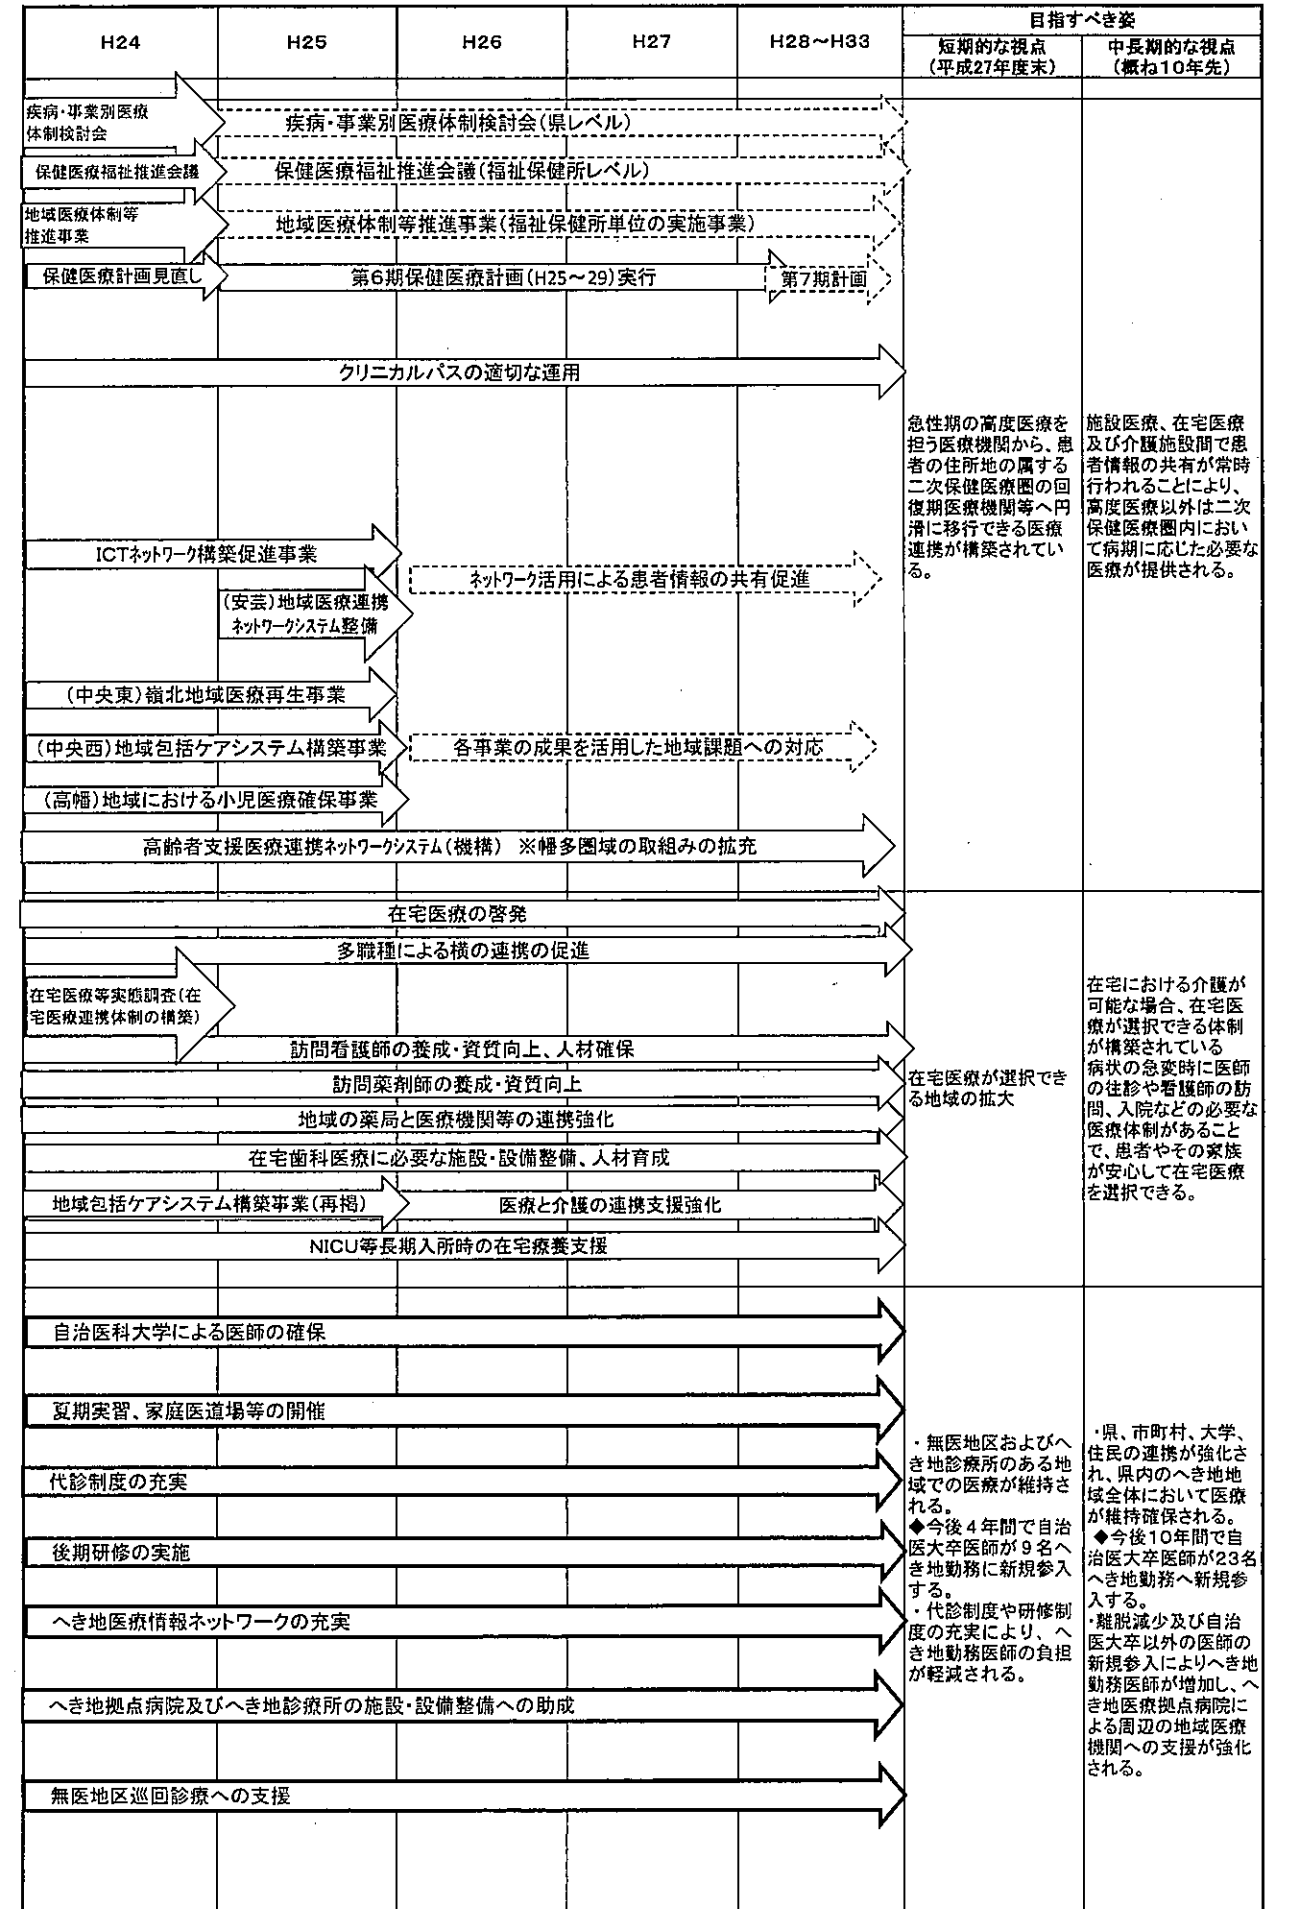 H24
H25
H26
H27
H28～H33
目指すべき姿
短期的な視点
(平成27年度末)
中長期的な視点
(概ね10年先)
疾病・事業別医療
体制検討会
疾病・事業別医療体制検討会(県レベル)
保健医療福祉推進会議
保健医療福祉推進会議(福祉保健所レベル)
地域医療体制等
推進事業
地域医療体制等推進事業(福祉保健所単位の実施事業)
保健医療計画見直し
第6期保健医療計画(H25～29)実行
第7期計画
クリニカルパスの適切な運用
急性期の高度医療を
担う医療機関から、患
者の住所地の属する
二次保健医療圏の回
復期医療機関等へ円
滑に移行できる医療
連携が構築されてい
る。
施設医療、在宅医療
及び介護施設間で患
者情報の共有が常時
行われることにより、
高度医療以外は二次
保健医療圏内におい
て病期に応じた必要な
医療が提供される。
ICTネットワーク構築促進事業
ネットワーク活用による患者情報の共有促進
(安芸)地域医療連携
ネットワークシステム整備
(中央東)嶺北地域医療再生事業
(中央西)地域包括ケアシステム構築事業
各事業の成果を活用した地域課題への対応
(高幡)地域における小児医療確保事業
高齢者支援医療連携ネットワークシステム(機構) ※幡多圏域の取組みの拡充
在宅医療の啓発
多職種による横の連携の促進
在宅医療等実態調査(在
宅医療連携体制の構築)
訪問看護師の養成・資質向上、人材確保
訪問薬剤師の養成・資質向上
地域の薬局と医療機関等の連携強化
在宅歯科医療に必要な施設・設備整備、人材育成
地域包括ケアシステム構築事業(再掲)
医療と介護の連携支援強化
NICU等長期入所時の在宅療養支援
在宅医療が選択でき
る地域の拡大
在宅における介護が
可能な場合、在宅医
療が選択できる体制
が構築されている
病状の急変時に医師
の往診や看護師の訪
問、入院などの必要な
医療体制があること
で、患者やその家族
が安心して在宅医療
を選択できる。
自治医科大学による医師の確保
夏期実習、家庭医道場等の開催
代診制度の充実
後期研修の実施
へき地医療情報ネットワークの充実
へき地拠点病院及びへき地診療所の施設・設備整備への助成
無医地区巡回診療への支援
・無医地区およびへ
き地診療所のある地
域での医療が維持さ
れる。
◆今後4年間で自治
医大卒医師が9名へ
き地勤務に新規参入
する。
・代診制度や研修制
度の充実により、へ
き地勤務医師の負担
が軽減される。
・県、市町村、大学、
住民の連携が強化さ
れ、県内のへき地地
域全体において医療
が維持確保される。
◆今後10年間で自
治医大卒医師が23名
へき地勤務へ新規参
入する。
・離脱減少及び自治
医大卒以外の医師の
新規参入によりへき地
勤務医師が増加し、へ
き地医療拠点病院に
よる周辺の地域医療
機関への支援が強化
される。